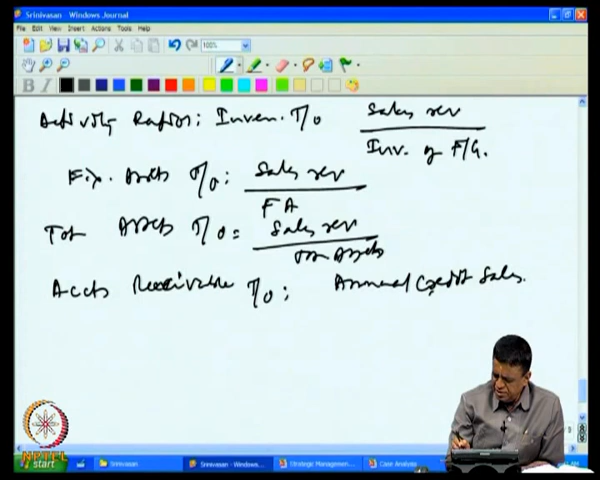 Srinivasan - Windows Journal
File Edit View Insert Actions Tools Help
100%
B I
Activity Ratios: Inven. T/o Sales rev
Inv. of F/G.
Fix. Assets T/o: Sales rev
FA
Tot Assets T/o = Sales rev
Tot Assets
Accts Receivable T/o: Annual Credit Sales.
NPTEL
start Srinivasan Srinivasan - Windows... Strategic Managemen... Case Analysis